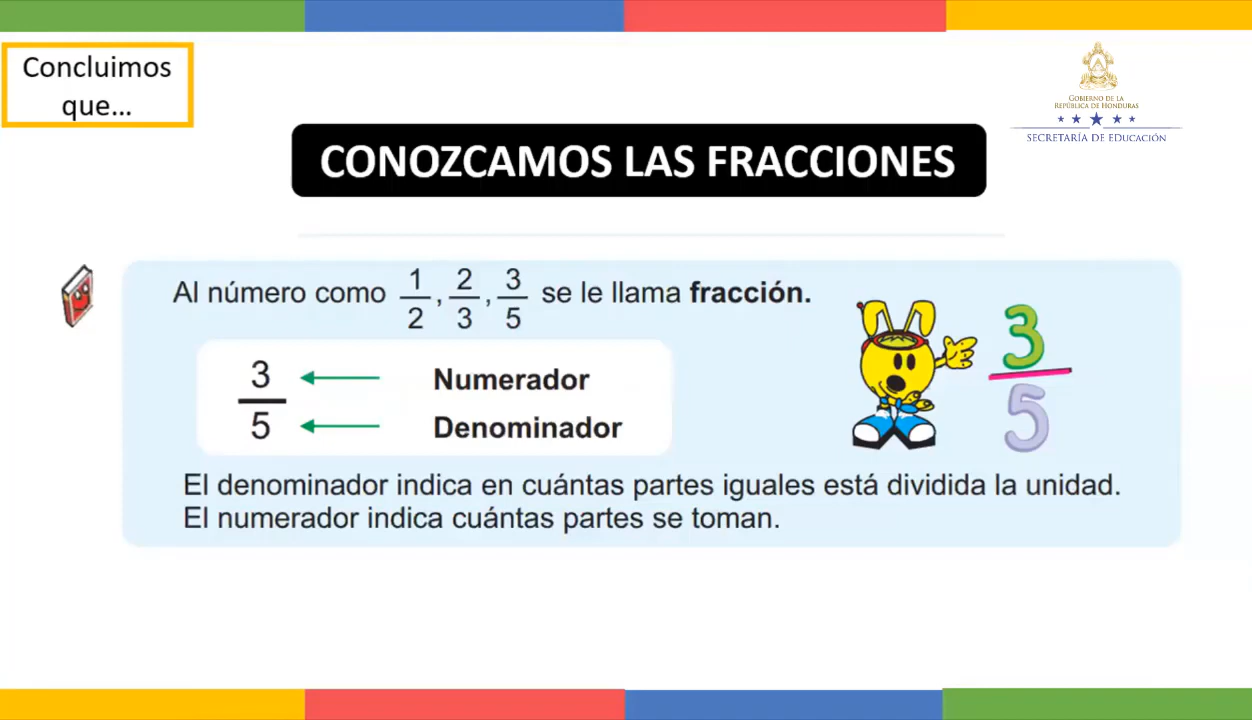 Concluimos
que...
GOBIERNO DE LA
REPÚBLICA DE HONDURAS
SECRETARÍA DE EDUCACIÓN
CONOZCAMOS LAS FRACCIONES
Al número como 1/2, 2/3, 3/5 se le llama fracción.
3 Numerador
5 Denominador
3
5
El denominador indica en cuántas partes iguales está dividida la unidad.
El numerador indica cuántas partes se toman.